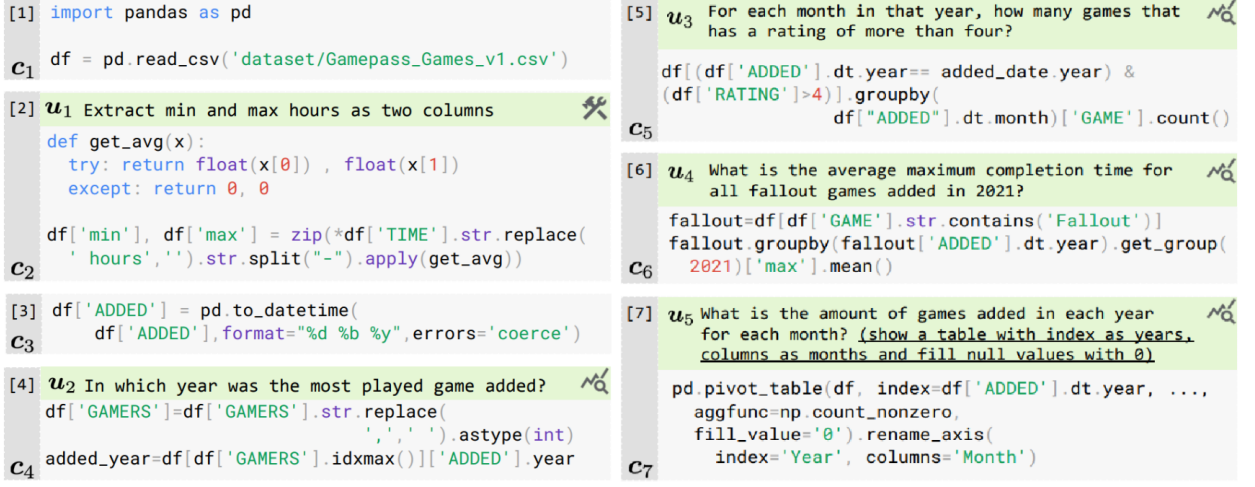 [1] import pandas as pd
c1 df = pd.read_csv('dataset/Gamepass_Games_v1.csv')
[2] u1 Extract min and max hours as two columns
def get_avg(x):
try: return float(x[0]) , float(x[1])
except: return 0, 0
df['min'], df['max'] = zip(*df['TIME'].str.replace(
c2 ' hours','').str.split("-").apply(get_avg))
[3] df['ADDED'] = pd.to_datetime(
c3 df['ADDED'],format="%d %b %y",errors='coerce')
[4] u2 In which year was the most played game added?
df['GAMERS']=df['GAMERS'].str.replace(
',',' ').astype(int)
c4 added_year=df[df['GAMERS'].idxmax()]['ADDED'].year
[5] u3 For each month in that year, how many games that
has a rating of more than four?
df[(df['ADDED'].dt.year== added_date.year) &
(df['RATING']>4)].groupby(
c5 df["ADDED"].dt.month)['GAME'].count()
[6] u4 What is the average maximum completion time for
all fallout games added in 2021?
fallout=df[df['GAME'].str.contains('Fallout')]
fallout.groupby(fallout['ADDED'].dt.year).get_group(
c6 2021)['max'].mean()
[7] u5 What is the amount of games added in each year
for each month? (show a table with index as years,
columns as months and fill null values with 0)
pd.pivot_table(df, index=df['ADDED'].dt.year, ...,
aggfunc=np.count_nonzero,
fill_value='0').rename_axis(
c7 index='Year', columns='Month')